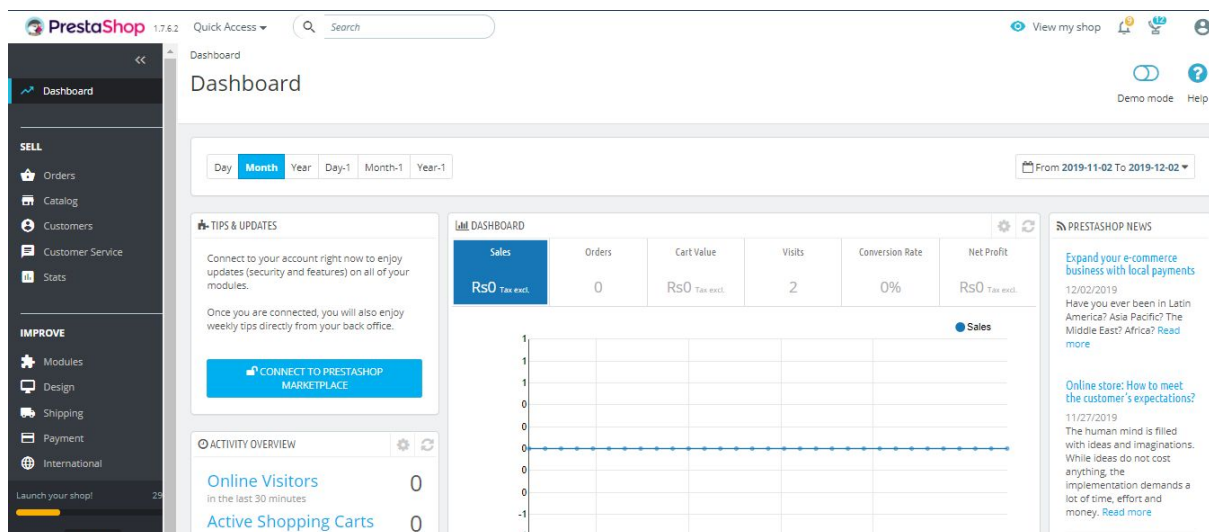 PrestaShop 1.7.6.2 Quick Access Search View my shop 9 12
Dashboard
Dashboard
Demo mode Help
Dashboard
SELL
Orders
Catalog
Customers
Customer Service
Stats
IMPROVE
Modules
Design
Shipping
Payment
International
Launch your shop! 29
Day Month Year Day-1 Month-1 Year-1
From 2019-11-02 To 2019-12-02
TIPS & UPDATES
Connect to your account right now to enjoy
updates (security and features) on all of your
modules.
Once you are connected, you will also enjoy
weekly tips directly from your back office.
CONNECT TO PRESTASHOP
MARKETPLACE
ACTIVITY OVERVIEW
Online Visitors 0
in the last 30 minutes
Active Shopping Carts 0
DASHBOARD
Sales Orders Cart Value Visits Conversion Rate Net Profit
Rs0 Tax excl. 0 Rs0 Tax excl. 2 0% Rs0 Tax excl.
Sales
1
1
1
0
0
0
0
0
-1
PRESTASHOP NEWS
Expand your e-commerce
business with local payments
12/02/2019
Have you ever been in Latin
America? Asia Pacific? The
Middle East? Africa? Read
more
Online store: How to meet
the customer's expectations?
11/27/2019
The human mind is filled
with ideas and imaginations.
While ideas do not cost
anything, the
implementation demands a
lot of time, effort and
money. Read more